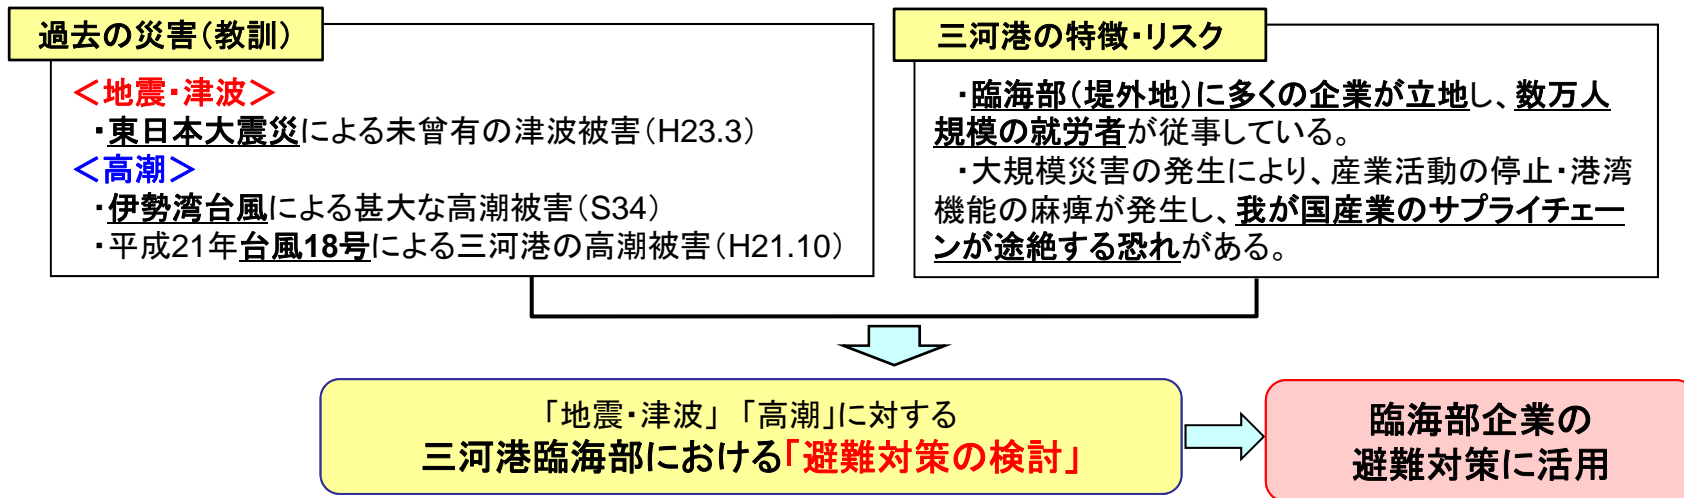 過去の災害(教訓)
<地震・津波>
・東日本大震災による未曾有の津波被害(H23.3)
<高潮>
・伊勢湾台風による甚大な高潮被害(S34)
・平成21年台風18号による三河港の高潮被害(H21.10)
三河港の特徴・リスク
・臨海部(堤外地)に多くの企業が立地し、数万人
規模の就労者が従事している。
・大規模災害の発生により、産業活動の停止・港湾
機能の麻痺が発生し、我が国産業のサプライチェー
ンが途絶する恐れがある。
「地震・津波」「高潮」に対する
三河港臨海部における「避難対策の検討」
臨海部企業の
避難対策に活用